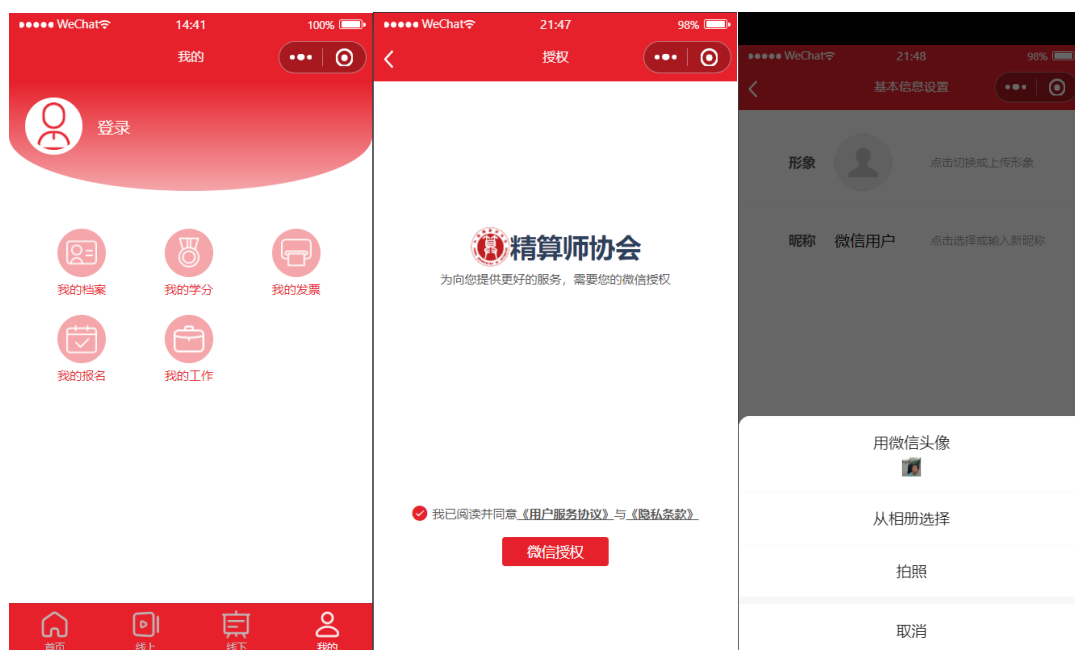 WeChat 14:41 100%
我的
登录
我的档案 我的学分 我的发票
我的报名 我的工作
首页 线上 线下 我的
WeChat 21:47 98%
授权
精算师协会
为向您提供更好的服务，需要您的微信授权
我已阅读并同意《用户服务协议》与《隐私条款》
微信授权
WeChat 21:48 98%
基本信息设置
形象 点击切换或上传形象
昵称 微信用户 点击选择或输入新昵称
用微信头像
从相册选择
拍照
取消